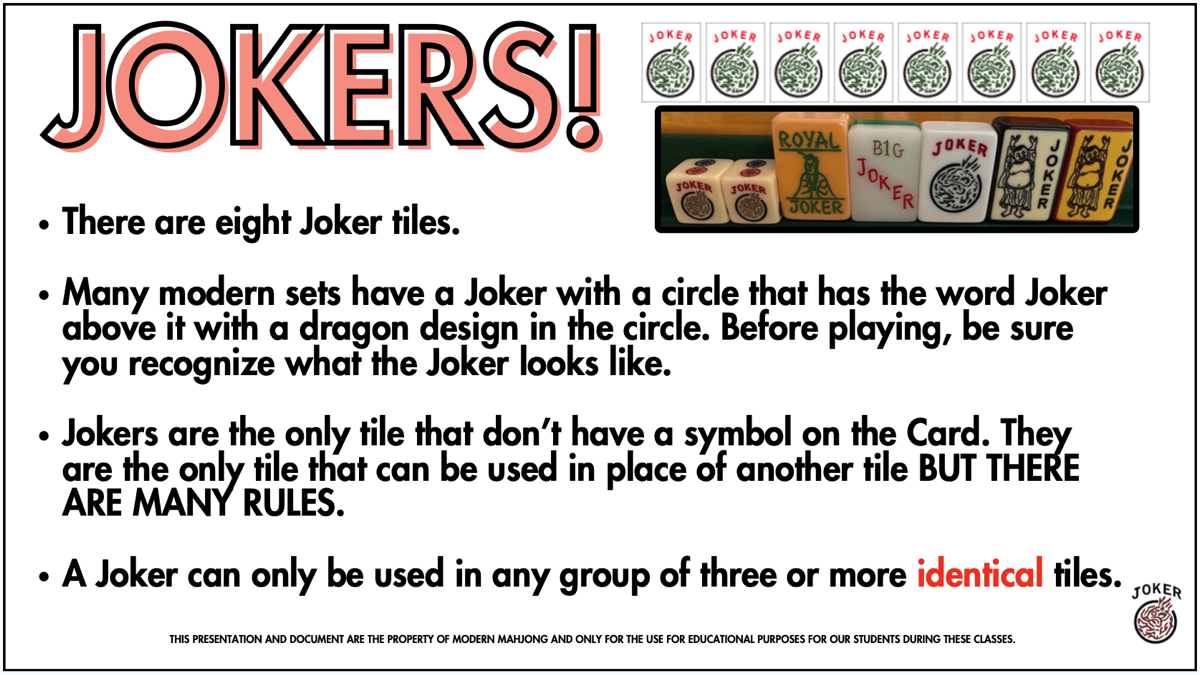 JOKERS!
JOKER JOKER JOKER JOKER JOKER JOKER JOKER JOKER
JOKER
JOKER
ROYAL
JOKER
B1G
JOKER
JOKER
JOKER
JOKER
• There are eight Joker tiles.
• Many modern sets have a Joker with a circle that has the word Joker
above it with a dragon design in the circle. Before playing, be sure
you recognize what the Joker looks like.
• Jokers are the only tile that don’t have a symbol on the Card. They
are the only tile that can be used in place of another tile BUT THERE
ARE MANY RULES.
• A Joker can only be used in any group of three or more identical tiles.
JOKER
THIS PRESENTATION AND DOCUMENT ARE THE PROPERTY OF MODERN MAHJONG AND ONLY FOR THE USE FOR EDUCATIONAL PURPOSES FOR OUR STUDENTS DURING THESE CLASSES.